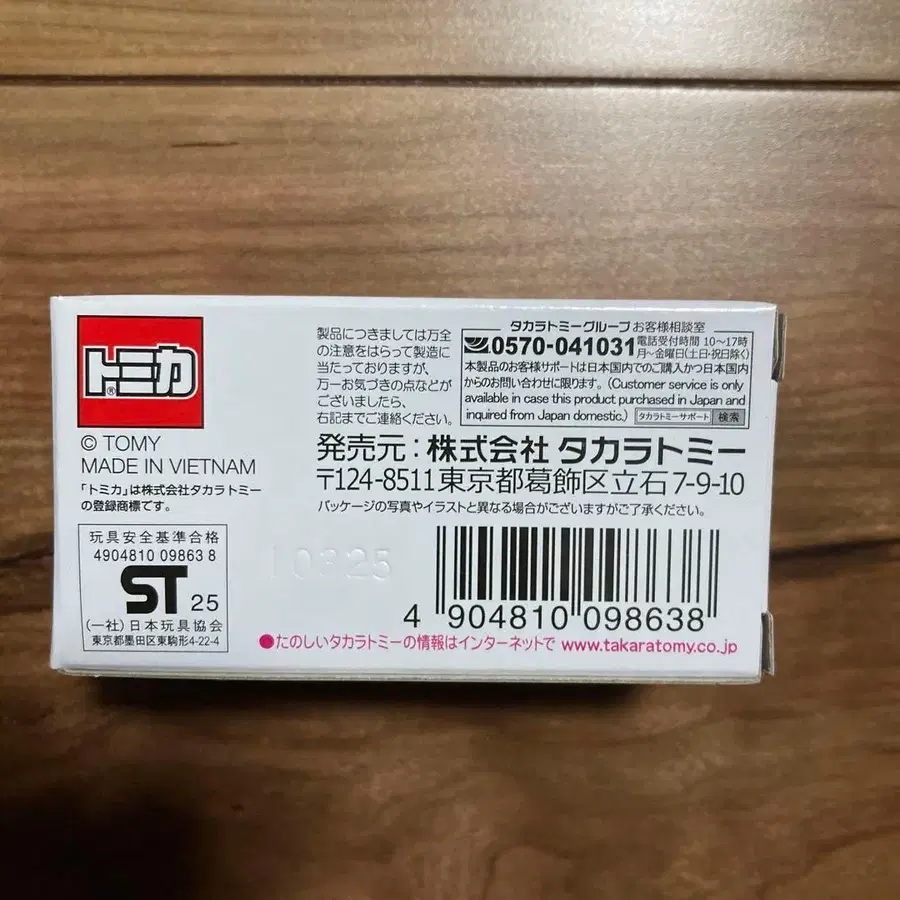 トミカ®
© TOMY
MADE IN VIETNAM
「トミカ」は株式会社タカラトミー
の登録商標です。
玩具安全基準合格
4904810 09863 8
ST 25
(一社)日本玩具協会
東京都墨田区東駒形4-22-4
製品につきましては万全
の注意をはらって製造に
当たっておりますが、
万一お気づきの点などが
ございましたら、
右記までご連絡ください。
タカラトミーグループ お客様相談室
0570-041031 電話受付時間 10〜17時
月〜金曜日(土・日・祝日除く)
本製品のお客様サポートは日本国内でのご購入かつ日本国内
からのお問い合わせに限ります。(Customer service is only
available in case this product purchased in Japan and
inquired from Japan domestic.) タカラトミーサポート 検索
発売元:株式会社 タカラトミー
〒124-8511 東京都葛飾区立石7-9-10
パッケージの写真やイラストと異なる場合がございますがご了承ください。
4 904810 098638
●たのしいタカラトミーの情報はインターネットで www.takaratomy.co.jp